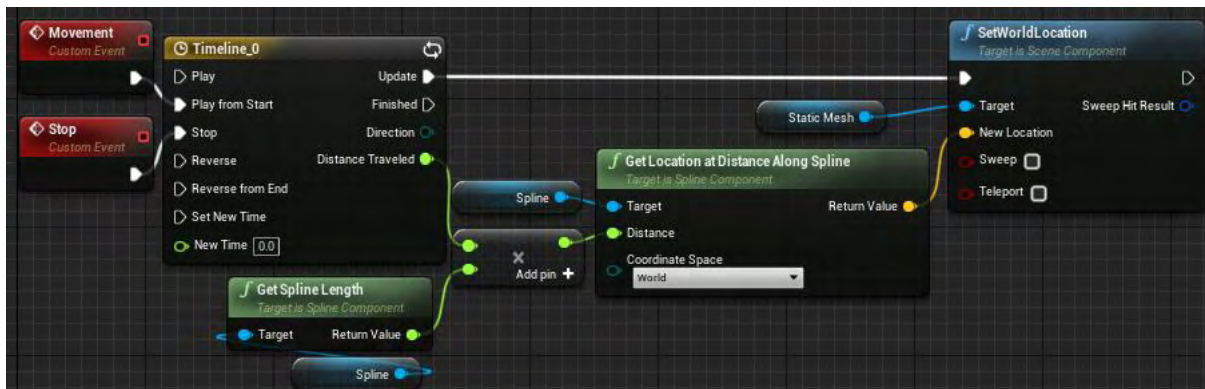 Movement
Custom Event
Stop
Custom Event
Timeline_0
Play
Update
Play from Start
Finished
Stop
Direction
Reverse
Distance Traveled
Reverse from End
Set New Time
New Time 0.0
Get Spline Length
Target is Spline Component
Target
Return Value
Spline
Spline
Add pin +
Static Mesh
Get Location at Distance Along Spline
Target is Spline Component
Target
Return Value
Distance
Coordinate Space
World
SetWorldLocation
Target is Scene Component
Target
Sweep Hit Result
New Location
Sweep
Teleport